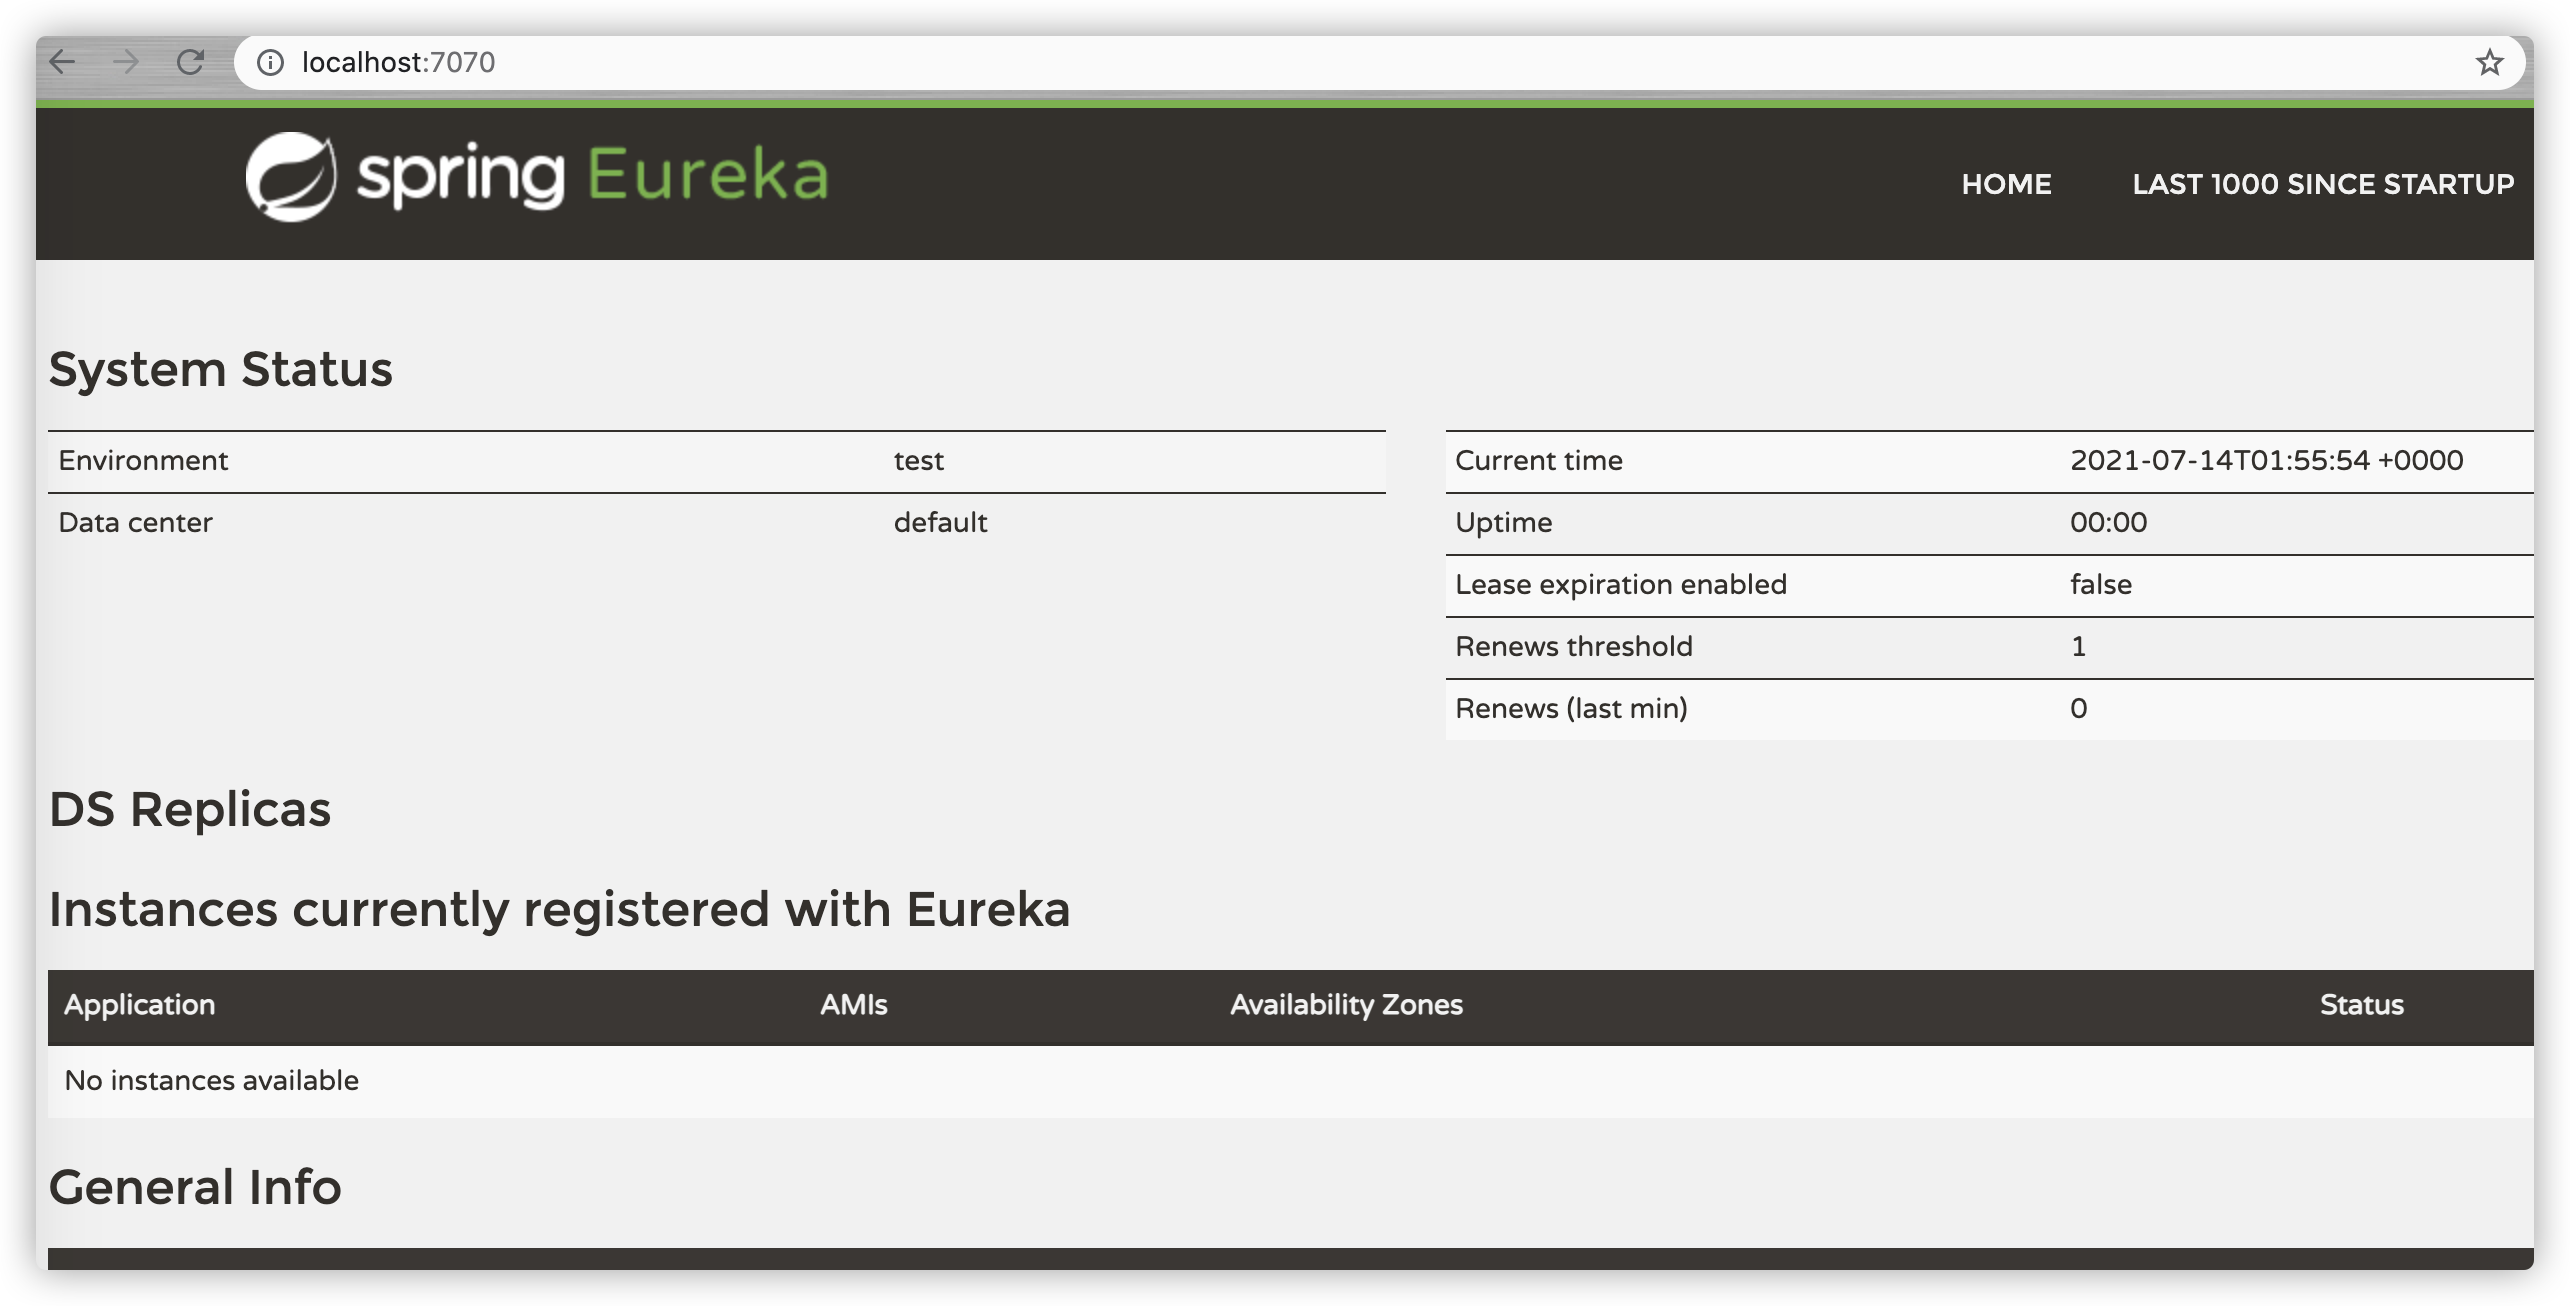 localhost:7070
spring Eureka
HOME LAST 1000 SINCE STARTUP
System Status
Environment test
Data center default
Current time 2021-07-14T01:55:54 +0000
Uptime 00:00
Lease expiration enabled false
Renews threshold 1
Renews (last min) 0
DS Replicas
Instances currently registered with Eureka
Application AMIs Availability Zones Status
No instances available
General Info